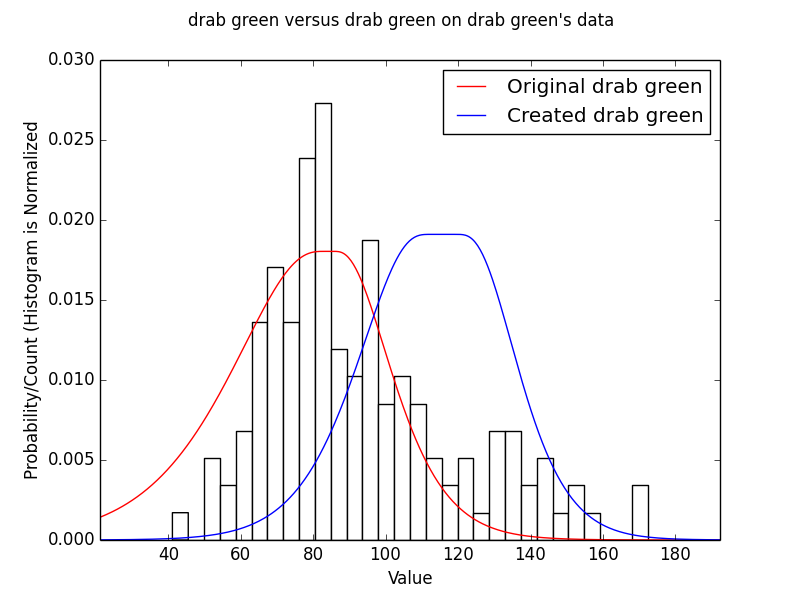 drab green versus drab green on drab green's data
Original drab green
Created drab green
Probability/Count (Histogram is Normalized
0.030
0.025
0.020
0.015
0.010
0.005
0.000
40 60 80 100 120 140 160 180
Value